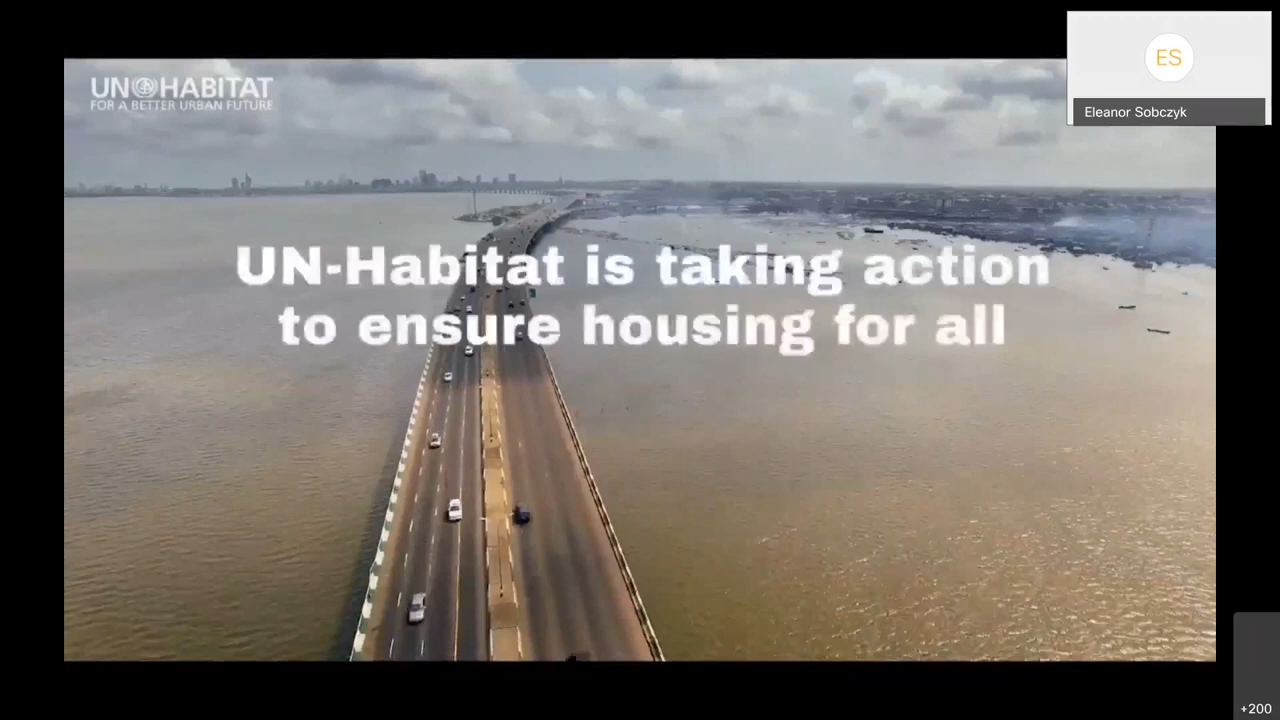 UN HABITAT
FOR A BETTER URBAN FUTURE
ES
Eleanor Sobczyk
UN-Habitat is taking action
to ensure housing for all
+200